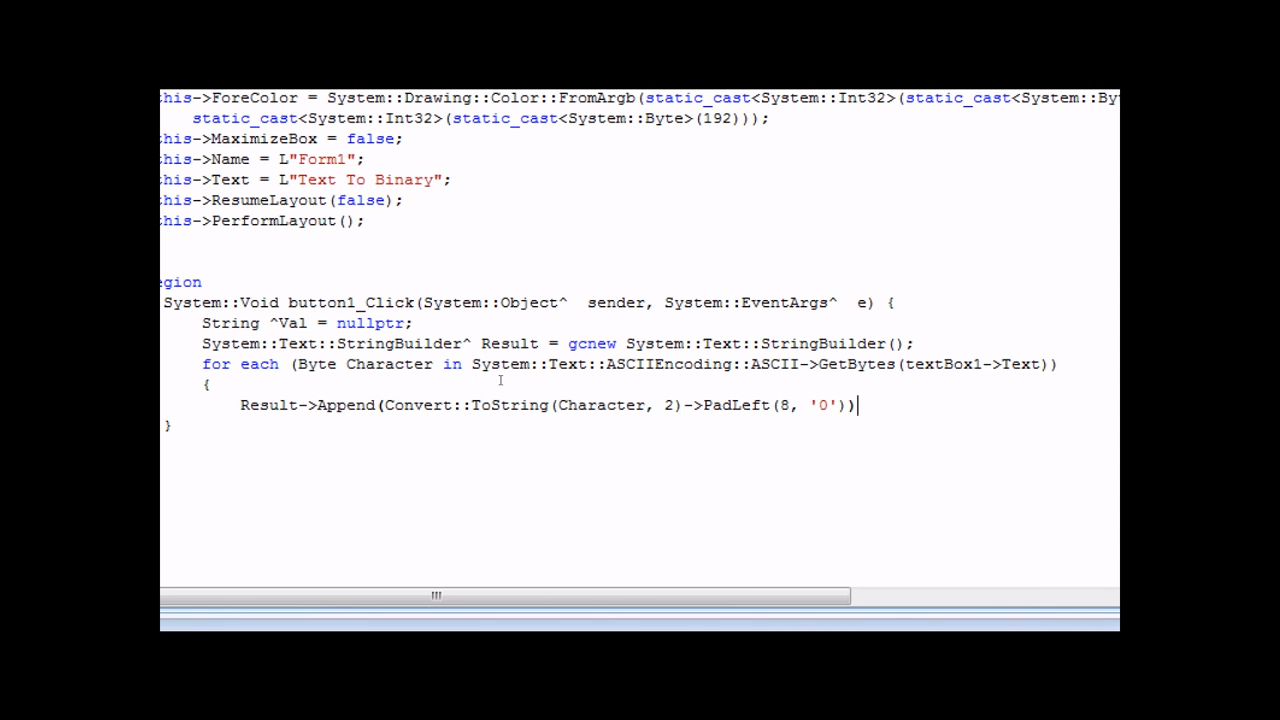 his->ForeColor = System::Drawing::Color::FromArgb(static_cast<System::Int32>(static_cast<System::By
static_cast<System::Int32>(static_cast<System::Byte>(192)));
his->MaximizeBox = false;
his->Name = L"Form1";
his->Text = L"Text To Binary";
his->ResumeLayout(false);
his->PerformLayout();
egion
System::Void button1_Click(System::Object^  sender, System::EventArgs^  e) {
String ^Val = nullptr;
System::Text::StringBuilder^ Result = gcnew System::Text::StringBuilder();
for each (Byte Character in System::Text::ASCIIEncoding::ASCII->GetBytes(textBox1->Text))
{
Result->Append(Convert::ToString(Character, 2)->PadLeft(8, '0'))
}